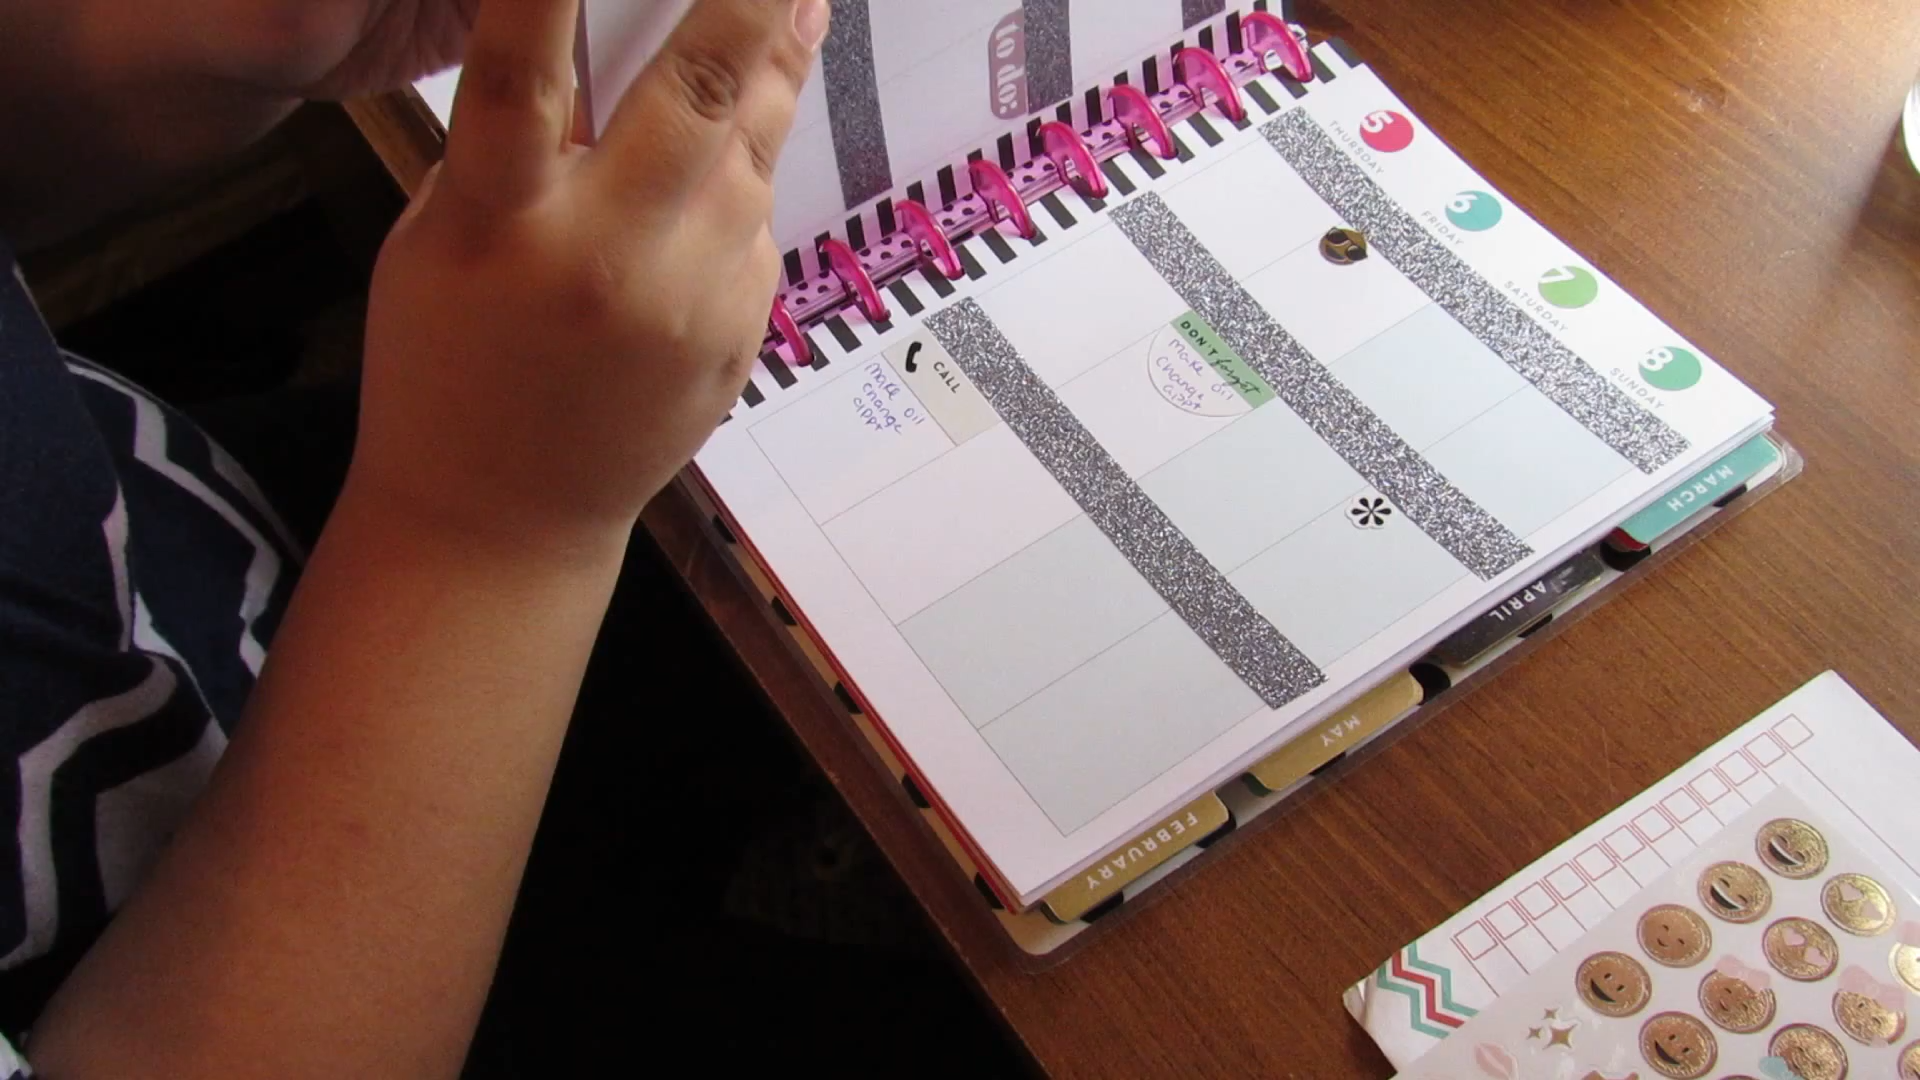 to do:
5
THURSDAY
6
FRIDAY
7
SATURDAY
8
SUNDAY
CALL
make oil
change
appt
DON'T forget
make oil
change
appt
MARCH
APRIL
MAY
FEBRUARY